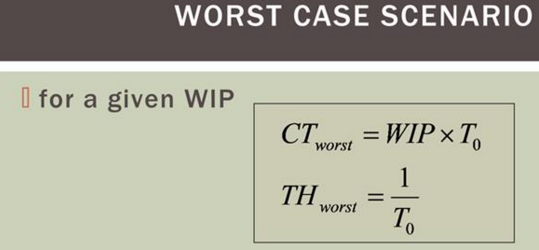 WORST CASE SCENARIO
for a given WIP
CT_worst = WIP × T_0
TH_worst = 1/T_0